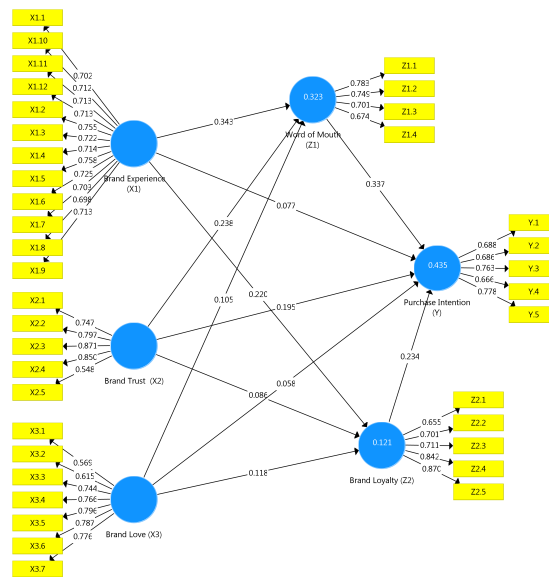 X1.1
X1.10
X1.11
X1.12
X1.2
X1.3
X1.4
X1.5
X1.6
X1.7
X1.8
X1.9
0.702
0.712
0.713
0.713
0.755
0.722
0.714
0.758
0.725
0.703
0.698
0.713
Brand Experience
(X1)
X2.1
X2.2
X2.3
X2.4
X2.5
0.747
0.797
0.871
0.850
0.548
Brand Trust (X2)
X3.1
X3.2
X3.3
X3.4
X3.5
X3.6
X3.7
0.569
0.615
0.744
0.766
0.796
0.787
0.776
Brand Love (X3)
0.343
0.077
0.220
0.238
0.195
0.086
0.105
0.058
0.118
0.323
Word of Mouth
(Z1)
0.783
0.749
0.701
0.674
Z1.1
Z1.2
Z1.3
Z1.4
0.337
0.234
0.435
Purchase Intention
(Y)
0.688
0.686
0.763
0.666
0.778
Y.1
Y.2
Y.3
Y.4
Y.5
0.121
Brand Loyalty (Z2)
0.655
0.701
0.711
0.842
0.870
Z2.1
Z2.2
Z2.3
Z2.4
Z2.5